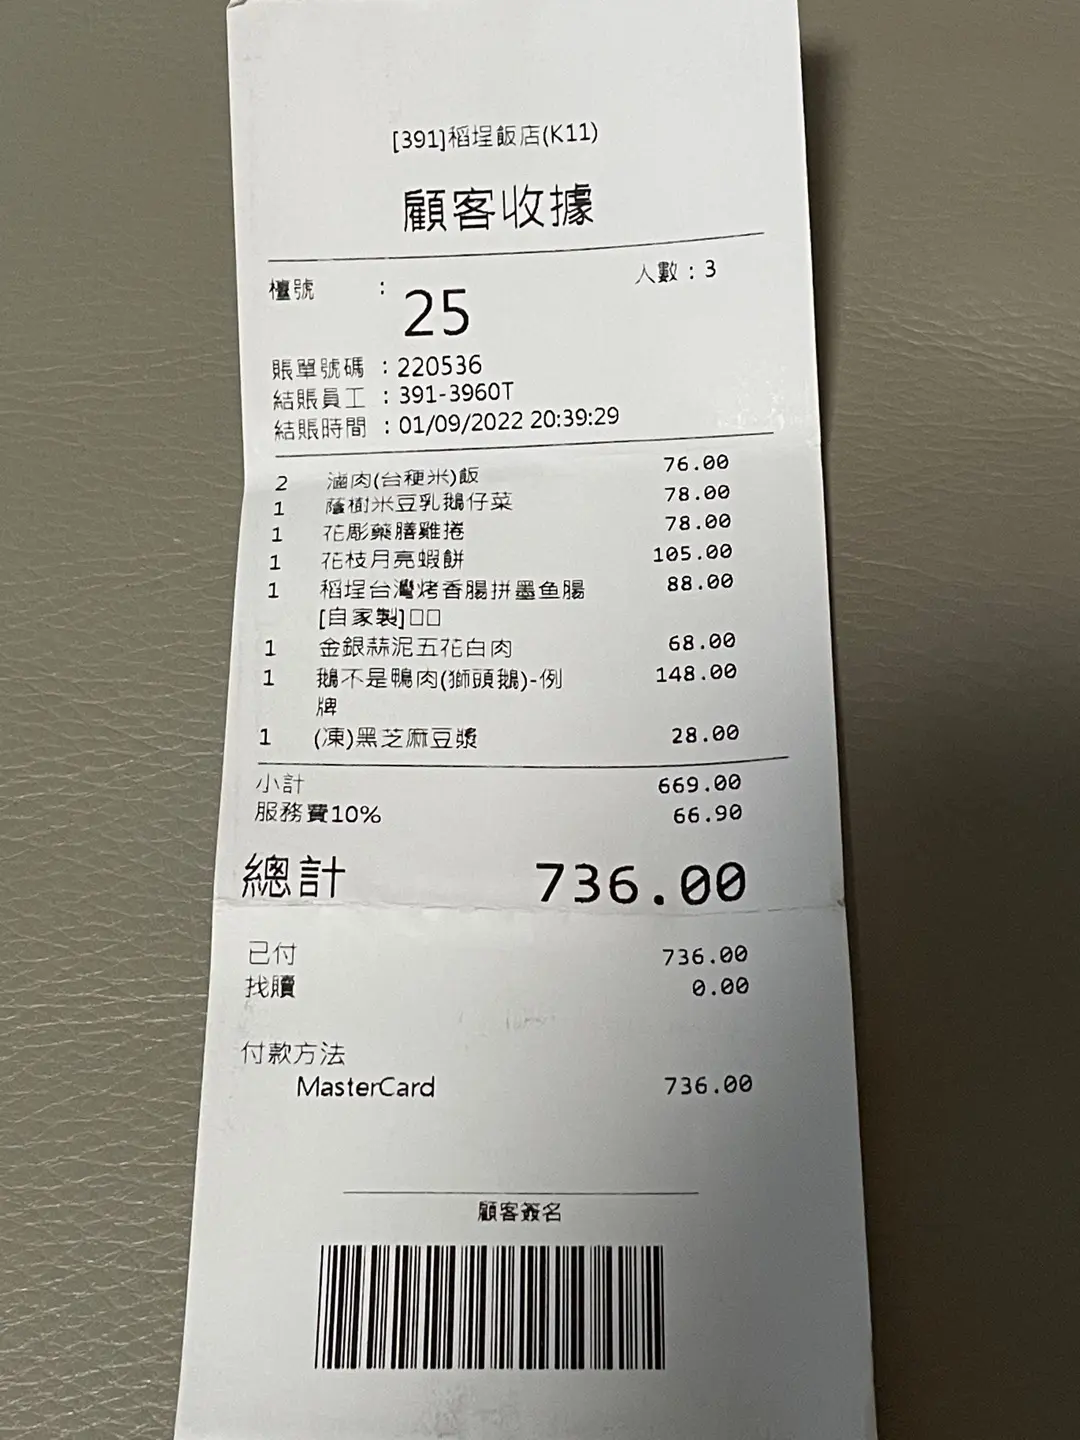 [391]稻埕飯店(K11)
顧客收據
人數：3
檯號 : 25
賬單號碼 : 220536
結賬員工 : 391-3960T
結賬時間 : 01/09/2022 20:39:29
2 滷肉(台稉米)飯 76.00
1 蔭樹米豆乳鵝仔菜 78.00
1 花彫藥膳雞捲 78.00
1 花枝月亮蝦餅 105.00
1 稻埕台灣烤香腸拼墨鱼腸 88.00
[自家製]□□
1 金銀蒜泥五花白肉 68.00
1 鵝不是鴨肉(獅頭鵝)-例 148.00
牌
1 (凍)黑芝麻豆漿 28.00
小計 669.00
服務費10% 66.90
總計 736.00
已付 736.00
找贖 0.00
付款方法
MasterCard 736.00
顧客簽名